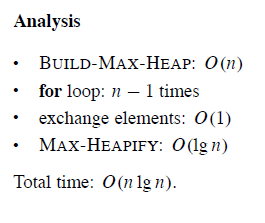 Analysis
• BUILD-MAX-HEAP: O(n)
• for loop: n − 1 times
• exchange elements: O(1)
• MAX-HEAPIFY: O(lg n)
Total time: O(n lg n).